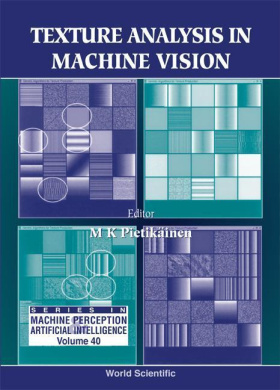 TEXTURE ANALYSIS IN
MACHINE VISION
Editor
M K Pietikäinen
SERIES IN
MACHINE PERCEPTION
ARTIFICIAL INTELLIGENCE
Volume 40
World Scientific